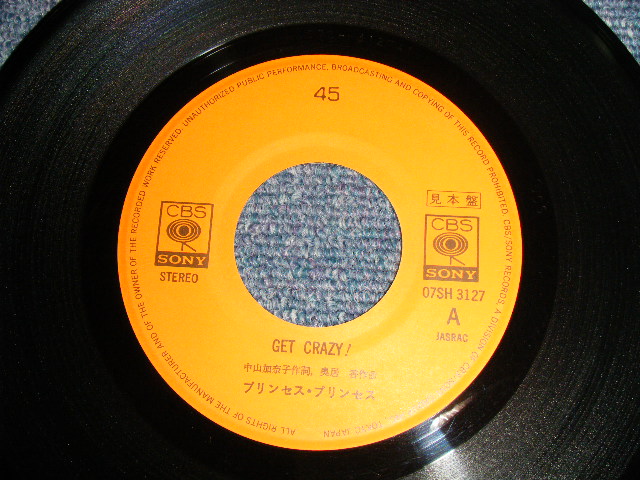 45
MANUFACTURER AND OF THE OWNER OF THE RECORDED WORK RESERVED. UNAUTHORIZED PUBLIC PERFORMANCE, BROADCASTING AND COPYING OF THIS RECORD PROHIBITED. CBS/SONY RECORDS, A DIVISION OF
ALL RIGHTS OF THE
JAPAN
見本盤
CBS
SONY
STEREO
CBS
SONY
07SH 3127
A
JASRAC
GET CRAZY!
中山加奈子作詞、奥居
プリンセス・プリンセス